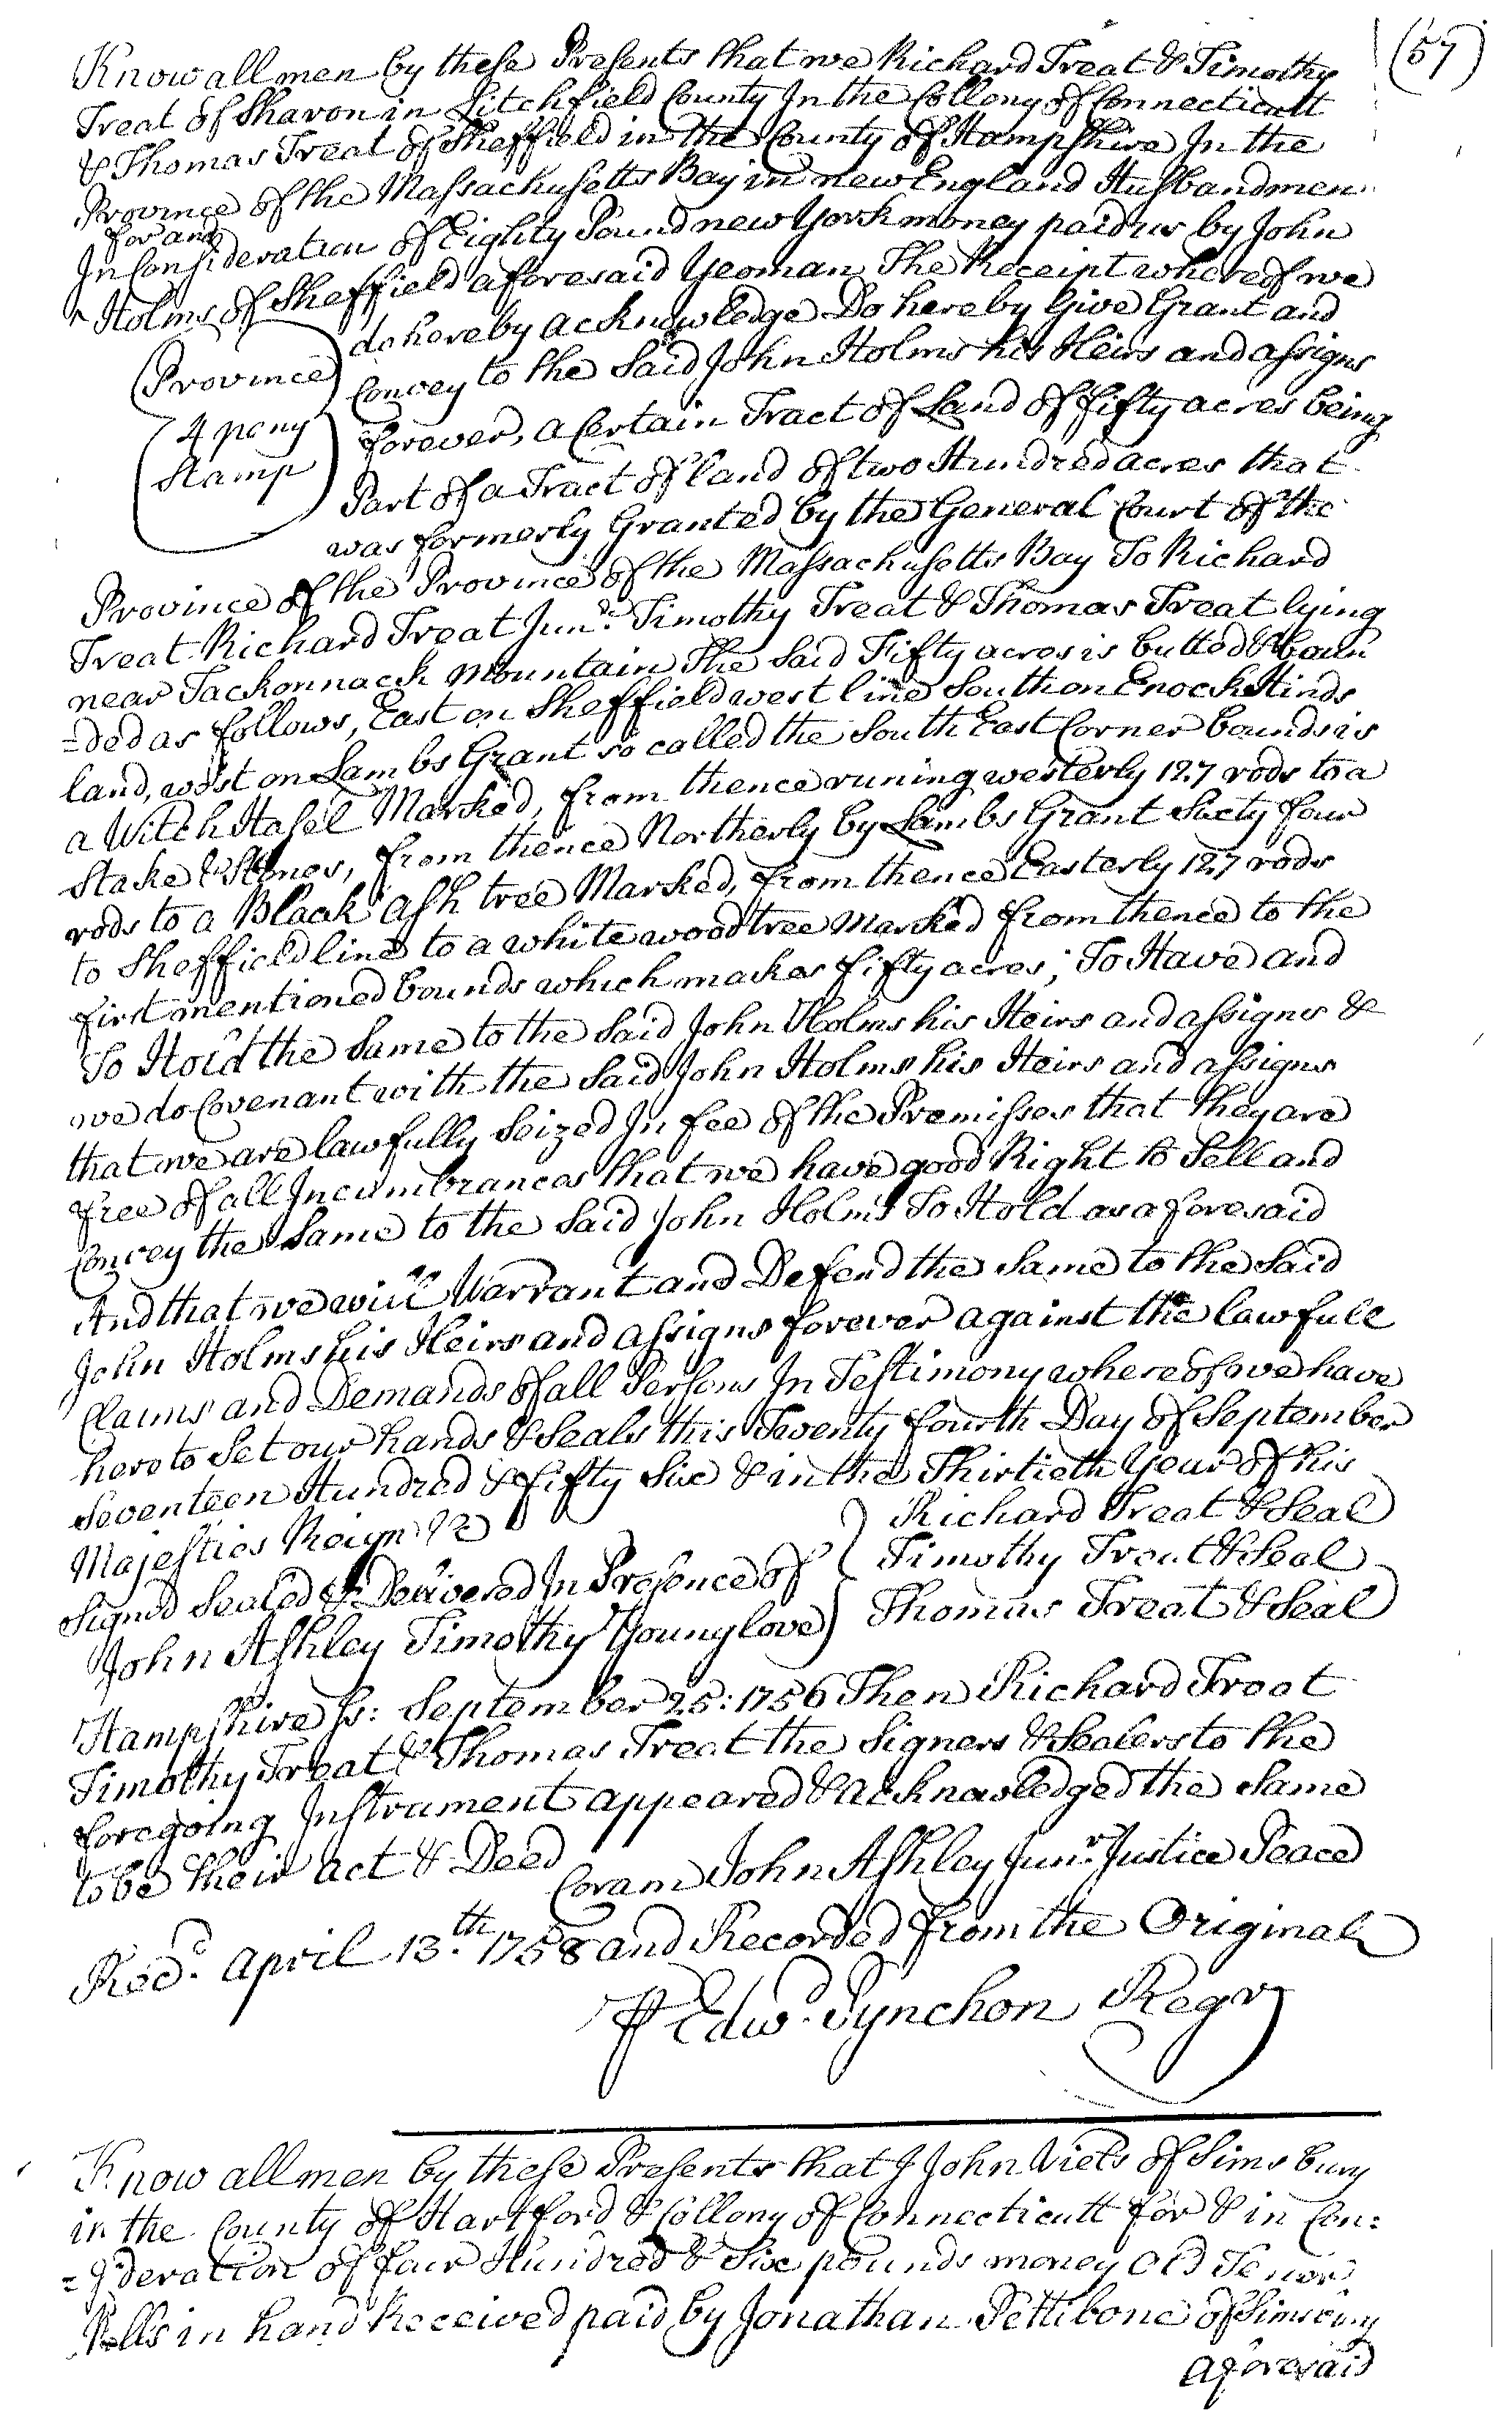 (57)
Know all men by these Presents that we Richard Treat & Timothy
Treat of Sharon in Litchfield County In the Collony of Connecticutt
& Thomas Treat of Sheffield in the County of Hampshire In the
Province of the Massachusetts Bay in new England Husbandmen
for and
In Consideration of Eighty Pound new York money paid us by John
Holms of Sheffield aforesaid Yeoman The Receipt whereof we
do hereby acknowledge Do hereby Give Grant and
(Province)
Convey to the Said John Holms his Heirs and assigns
(4 peny
forever, a Certain Tract of Land of fifty acres being
Stamp)
Part of a Tract of land of two Hundred acres that
was formerly Granted by the General Court of the
Province of the Province of the Massachusetts Bay To Richard
Treat Richard Treat Junr. Timothy Treat & Thomas Treat lying
near Tackonnack Mountain The Said Fifty acres is butted & boun
=ded as follows, East on Sheffield west line South on Enock Hinds
land, west on Lambs Grant so called the South East Corner bounds is
a Witch Hasel Marked, from thence runing westerly 127 rods to a
Stake & Stones, from thence Northerly by Lambs Grant Sixty four
rods to a Black ash tree Marked, from thence Easterly 127 rods
to Sheffield line to a white wood tree Marked from thence to the
first mentioned bounds which makes fifty acres; To Have and
To Hold the Same to the Said John Holms his Heirs and assigns &
we do Covenant with the Said John Holms his Heirs and assigns
that we are lawfully Seized In fee of the Premisses that they are
free of all Incumbrances that we have good Right to Sell and
Convey the Same to the Said John Holms To Hold as aforesaid
And that we will Warrant and Defend the Same to the Said
John Holms his Heirs and assigns forever against the lawfull
Claims and Demands of all Persons In Testimony whereof we have
hereto Set our hands & Seals this Twenty fourth Day of September
Seventeen Hundred & fifty Six & in the Thirtieth Year of his
Majesties Reign &c
Richard Treat & Seal
Signed Sealed & Delivered In Presence of
Timothy Treat & Seal
John Ashley Timothy Younglove
Thomas Treat & Seal
Hampshire Ss: September 25: 1756 Then Richard Treat
Timothy Treat & Thomas Treat the Signers & Sealers to the
foregoing Instrument appeared & acknowledged the Same
to be their act & Deed
Coram John Ashley Junr. Justice Peace
Recd. april 13th. 1758 and Recorded from the Original
⅌ Edwd. Pynchon Regr
Know all men by these Presents that I John Viets of Simsbury
in the County of Hartford & Collony of Connecticutt for & in Con:
=sideration of four Hundred & Six pounds money Old Tenor
Bills in hand Received paid by Jonathan Pettibone of Simsbury
aforesaid